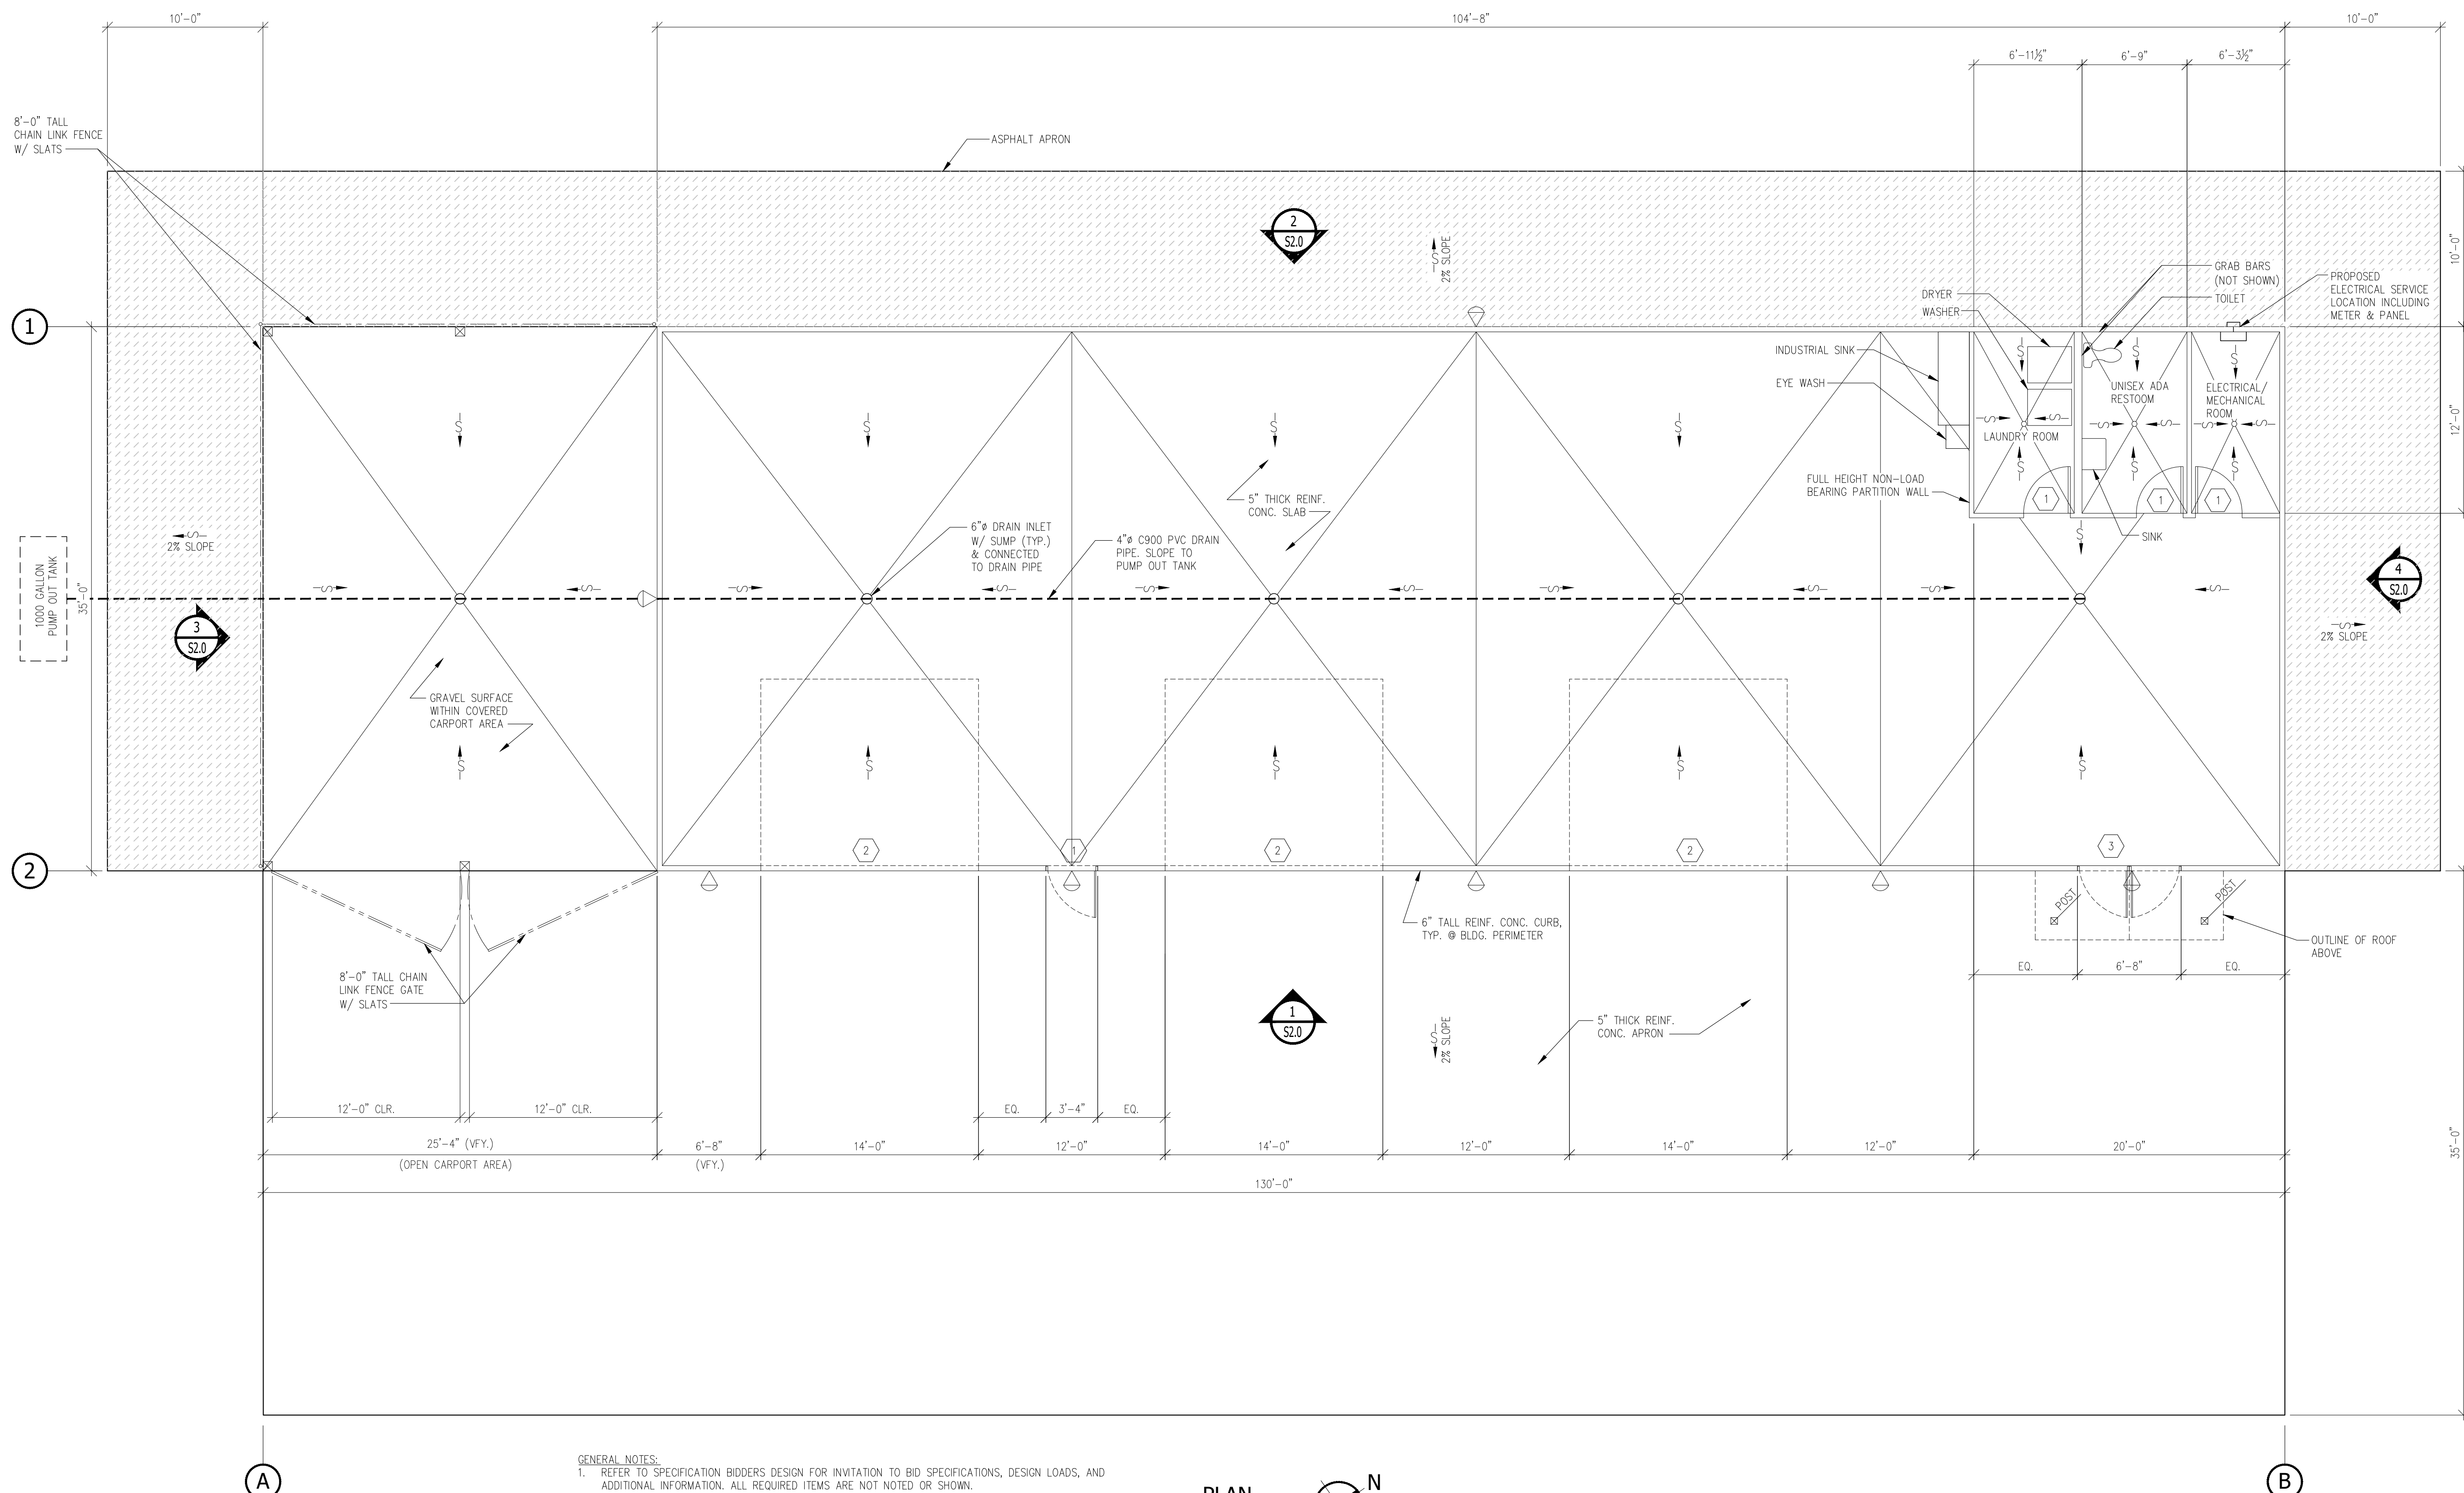 10'-0"
104'-8"
10'-0"
6'-11½"
6'-9"
6'-3½"
8'-0" TALL
CHAIN LINK FENCE
W/ SLATS
ASPHALT APRON
2
S2.0
S
2% SLOPE
10'-0"
GRAB BARS
(NOT SHOWN)
TOILET
PROPOSED
ELECTRICAL SERVICE
LOCATION INCLUDING
METER & PANEL
DRYER
WASHER
1
INDUSTRIAL SINK
EYE WASH
S
S
S
UNISEX ADA
RESTOOM
ELECTRICAL/
MECHANICAL
ROOM
12'-0"
S
S
S
S
S
S
S
S
S
S
LAUNDRY ROOM
S
S
S
FULL HEIGHT NON-LOAD
BEARING PARTITION WALL
1
1
1
5" THICK REINF.
CONC. SLAB
6"ø DRAIN INLET
W/ SUMP (TYP.)
& CONNECTED
TO DRAIN PIPE
4"ø C900 PVC DRAIN
PIPE. SLOPE TO
PUMP OUT TANK
S
SINK
S
2% SLOPE
1000 GALLON
PUMP OUT TANK
35'-0"
S
S
S
S
S
S
S
S
S
S
4
S2.0
3
S2.0
S
2% SLOPE
GRAVEL SURFACE
WITHIN COVERED
CARPORT AREA
S
S
S
S
S
2
1
2
2
3
2
POST
POST
6" TALL REINF. CONC. CURB,
TYP. @ BLDG. PERIMETER
OUTLINE OF ROOF
ABOVE
EQ.
6'-8"
EQ.
8'-0" TALL CHAIN
LINK FENCE GATE
W/ SLATS
1
S2.0
S
2% SLOPE
5" THICK REINF.
CONC. APRON
12'-0" CLR.
12'-0" CLR.
EQ.
3'-4"
EQ.
25'-4" (VFY.)
(OPEN CARPORT AREA)
6'-8"
(VFY.)
14'-0"
12'-0"
14'-0"
12'-0"
14'-0"
12'-0"
20'-0"
35'-0"
130'-0"
A
B
GENERAL NOTES:
1. REFER TO SPECIFICATION BIDDERS DESIGN FOR INVITATION TO BID SPECIFICATIONS, DESIGN LOADS, AND
ADDITIONAL INFORMATION. ALL REQUIRED ITEMS ARE NOT NOTED OR SHOWN.
PLAN
N